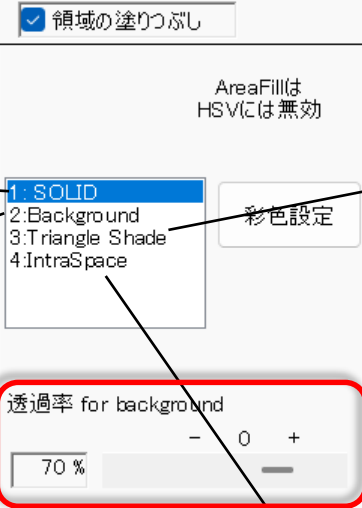 領域の塗りつぶし
AreaFillは
HSVには無効
1: SOLID
2:Background
3:Triangle Shade
4:IntraSpace
彩色設定
透過率 for background
- 0 +
70 %